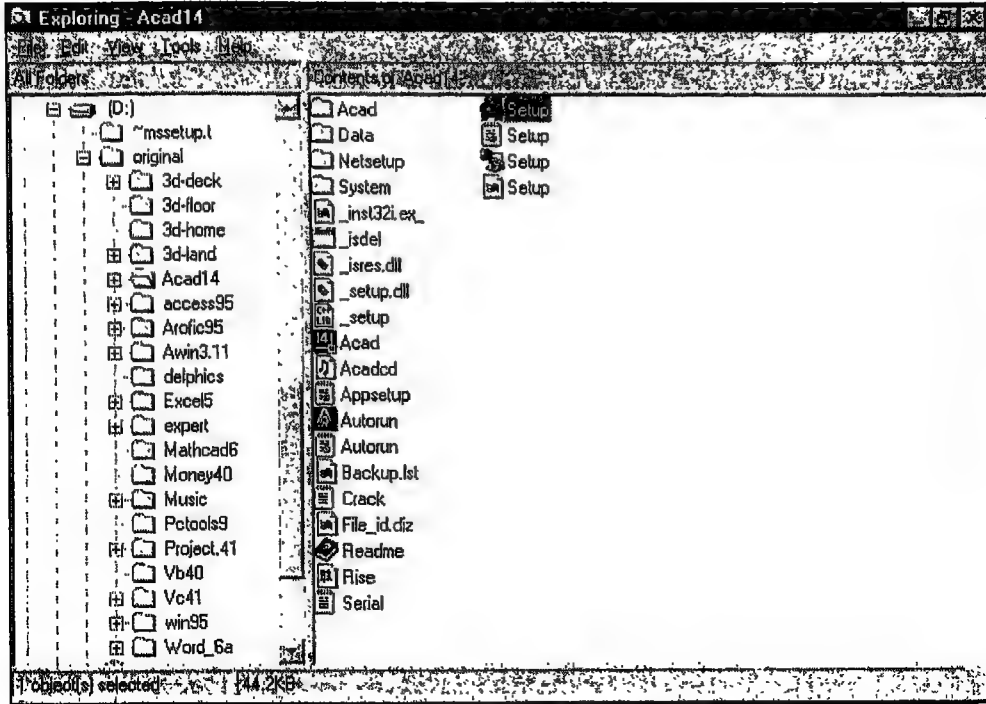 Exploring - Acad14
File Edit View Tools Help
All Folders
Contents of 'Acad14'
(D:)
~mssetup.t
original
3d-deck
3d-floor
3d-home
3d-land
Acad14
access95
Arofic95
Awin3.11
delphics
Excel5
expert
Mathcad6
Money40
Music
Pctools9
Project.41
Vb40
Vc41
win95
Word_6a
Acad
Data
Netsetup
System
_inst32i.ex_
_isdel
_isres.dll
_setup.dll
_setup
Acad
Acadcd
Appsetup
Autorun
Autorun
Backup.lst
Crack
File_id.diz
Readme
Rise
Serial
Setup
Setup
Setup
Setup
1 object(s) selected
44.2KB